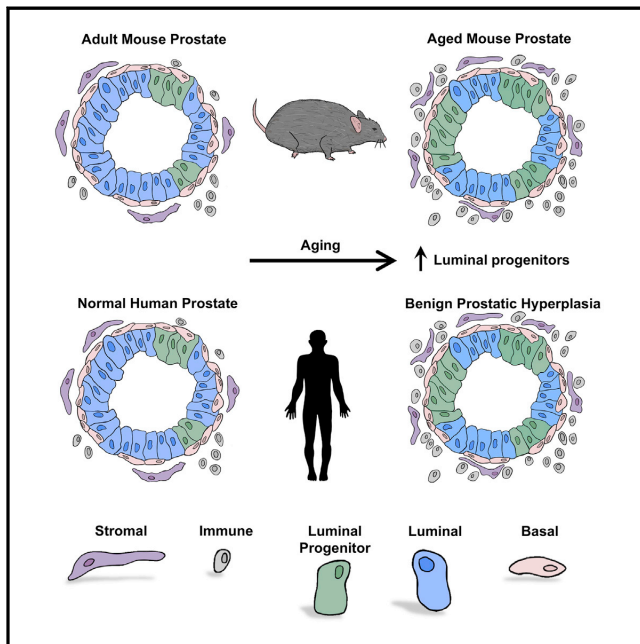 Adult Mouse Prostate
Aged Mouse Prostate
Aging
Luminal progenitors
Normal Human Prostate
Benign Prostatic Hyperplasia
Stromal
Immune
Luminal
Progenitor
Luminal
Basal